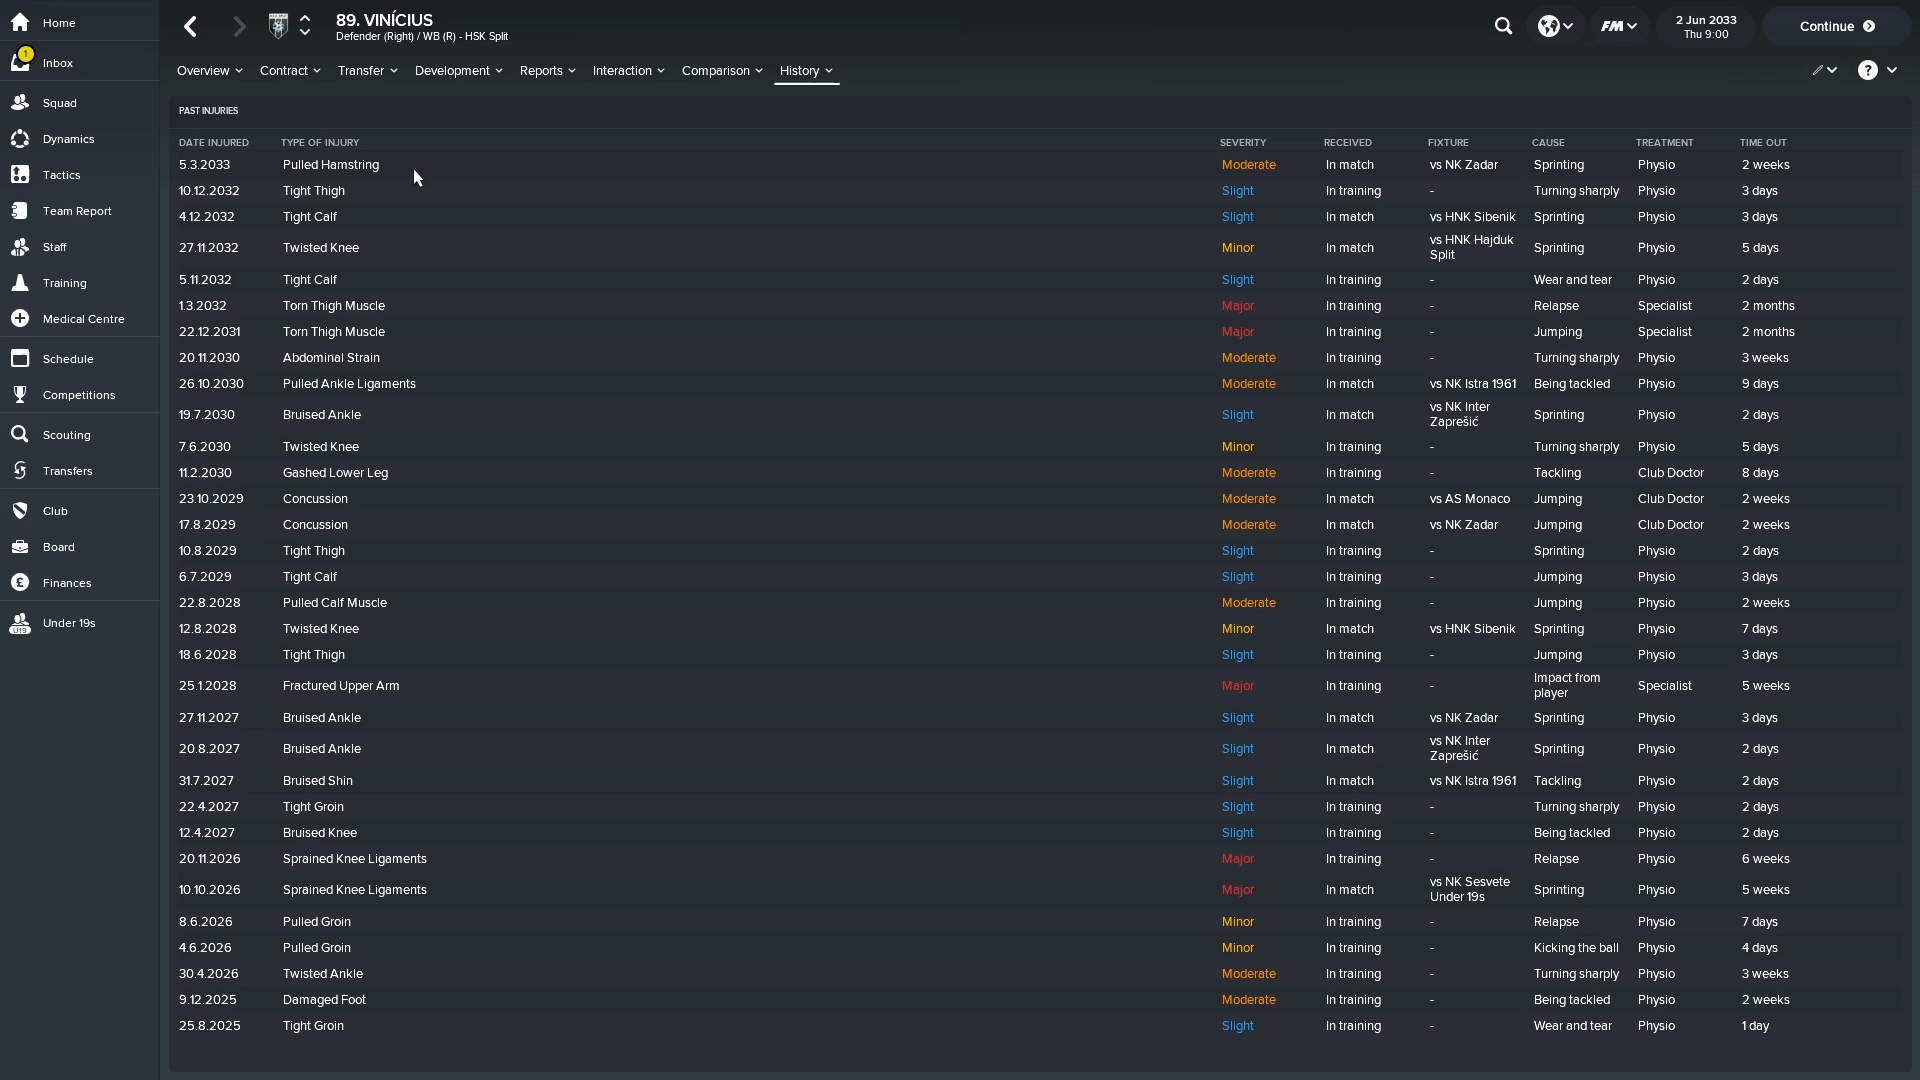 Home
Inbox
1
Squad
Dynamics
Tactics
Team Report
Staff
Training
Medical Centre
Schedule
Competitions
Scouting
Transfers
Club
Board
Finances
Under 19s
U19
89. VINÍCIUS
Defender (Right) / WB (R) - HSK Split
FM
2 Jun 2033
Thu 9:00
Continue
Overview Contract Transfer Development Reports Interaction Comparison History
?
PAST INJURIES
DATE INJURED TYPE OF INJURY SEVERITY RECEIVED FIXTURE CAUSE TREATMENT TIME OUT
5.3.2033 Pulled Hamstring Moderate In match vs NK Zadar Sprinting Physio 2 weeks
10.12.2032 Tight Thigh Slight In training - Turning sharply Physio 3 days
4.12.2032 Tight Calf Slight In match vs HNK Sibenik Sprinting Physio 3 days
27.11.2032 Twisted Knee Minor In match vs HNK Hajduk Split Sprinting Physio 5 days
5.11.2032 Tight Calf Slight In training - Wear and tear Physio 2 days
1.3.2032 Torn Thigh Muscle Major In training - Relapse Specialist 2 months
22.12.2031 Torn Thigh Muscle Major In training - Jumping Specialist 2 months
20.11.2030 Abdominal Strain Moderate In training - Turning sharply Physio 3 weeks
26.10.2030 Pulled Ankle Ligaments Moderate In match vs NK Istra 1961 Being tackled Physio 9 days
19.7.2030 Bruised Ankle Slight In match vs NK Inter Zaprešić Sprinting Physio 2 days
7.6.2030 Twisted Knee Minor In training - Turning sharply Physio 5 days
11.2.2030 Gashed Lower Leg Moderate In training - Tackling Club Doctor 8 days
23.10.2029 Concussion Moderate In match vs AS Monaco Jumping Club Doctor 2 weeks
17.8.2029 Concussion Moderate In match vs NK Zadar Jumping Club Doctor 2 weeks
10.8.2029 Tight Thigh Slight In training - Sprinting Physio 2 days
6.7.2029 Tight Calf Slight In training - Jumping Physio 3 days
22.8.2028 Pulled Calf Muscle Moderate In training - Jumping Physio 2 weeks
12.8.2028 Twisted Knee Minor In match vs HNK Sibenik Sprinting Physio 7 days
18.6.2028 Tight Thigh Slight In training - Jumping Physio 3 days
25.1.2028 Fractured Upper Arm Major In training - Impact from player Specialist 5 weeks
27.11.2027 Bruised Ankle Slight In match vs NK Zadar Sprinting Physio 3 days
20.8.2027 Bruised Ankle Slight In match vs NK Inter Zaprešić Sprinting Physio 2 days
31.7.2027 Bruised Shin Slight In match vs NK Istra 1961 Tackling Physio 2 days
22.4.2027 Tight Groin Slight In training - Turning sharply Physio 2 days
12.4.2027 Bruised Knee Slight In training - Being tackled Physio 2 days
20.11.2026 Sprained Knee Ligaments Major In training - Relapse Physio 6 weeks
10.10.2026 Sprained Knee Ligaments Major In match vs NK Sesvete Under 19s Sprinting Physio 5 weeks
8.6.2026 Pulled Groin Minor In training - Relapse Physio 7 days
4.6.2026 Pulled Groin Minor In training - Kicking the ball Physio 4 days
30.4.2026 Twisted Ankle Moderate In training - Turning sharply Physio 3 weeks
9.12.2025 Damaged Foot Moderate In training - Being tackled Physio 2 weeks
25.8.2025 Tight Groin Slight In training - Wear and tear Physio 1 day